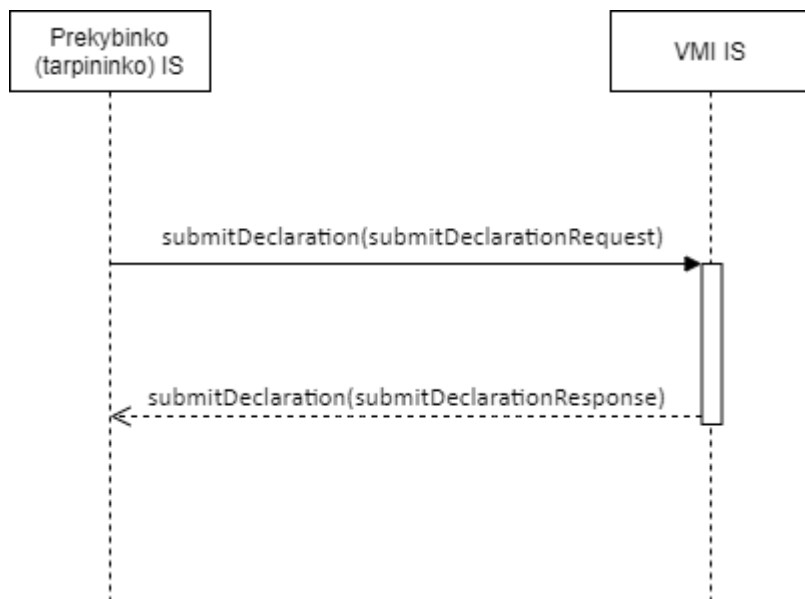 Prekybinko
(tarpininko) IS
VMI IS
submitDeclaration(submitDeclarationRequest)
submitDeclaration(submitDeclarationResponse)